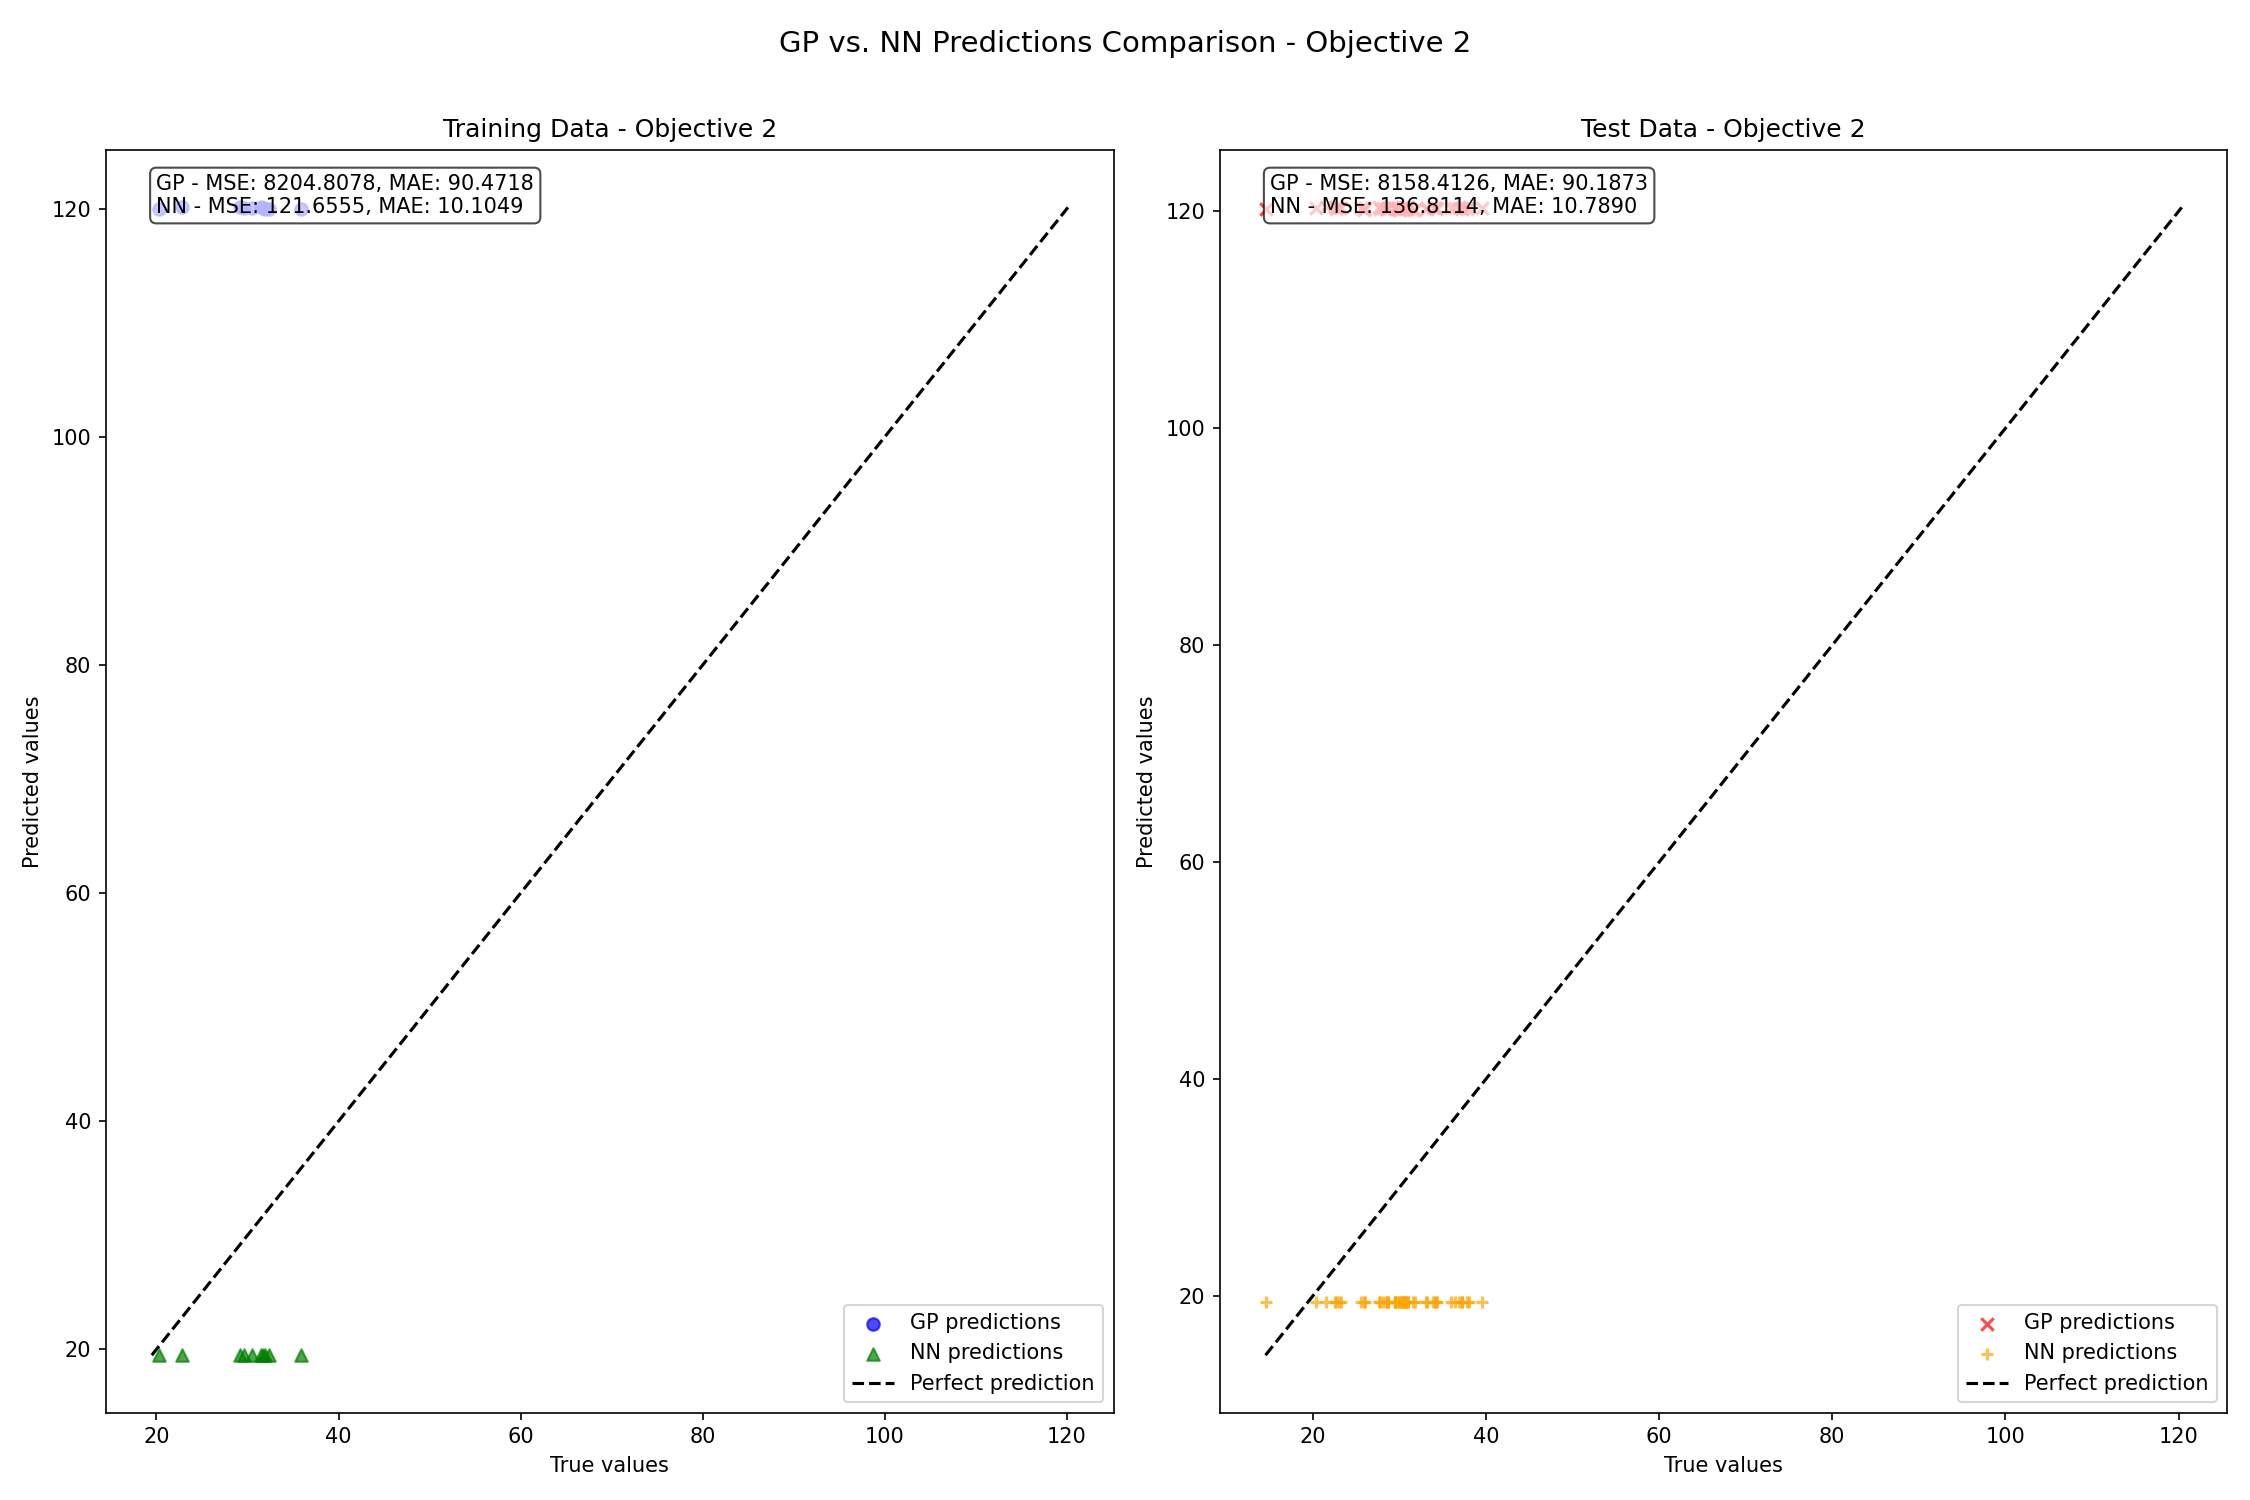 GP vs. NN Predictions Comparison - Objective 2
Training Data - Objective 2
GP - MSE: 8204.8078, MAE: 90.4718
NN - MSE: 121.6555, MAE: 10.1049
120
100
80
60
40
20
Predicted values
20
40
60
80
100
120
True values
GP predictions
NN predictions
Perfect prediction
Test Data - Objective 2
GP - MSE: 8158.4126, MAE: 90.1873
NN - MSE: 136.8114, MAE: 10.7890
120
100
80
60
40
20
Predicted values
20
40
60
80
100
120
True values
GP predictions
NN predictions
Perfect prediction